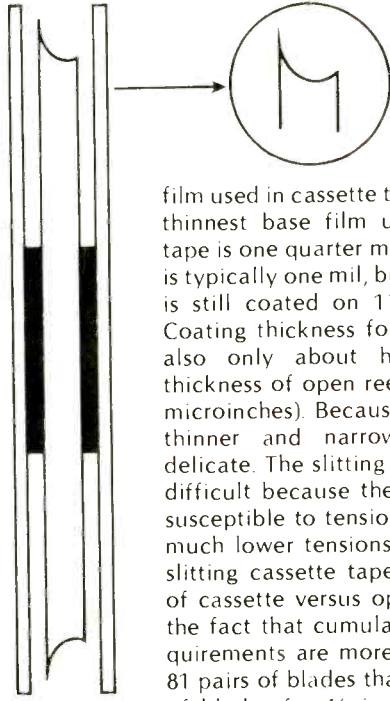 film used in cassette t
thinnest base film u
tape is one quarter m
is typically one mil, b
is still coated on 1
Coating thickness fo
also only about h
thickness of open ree
microinches). Becaus
thinner and narrow
delicate. The slitting
difficult because the
susceptible to tensio
much lower tensions
slitting cassette tape
of cassette versus op
the fact that cumula
quirements are more
81 pairs of blades tha